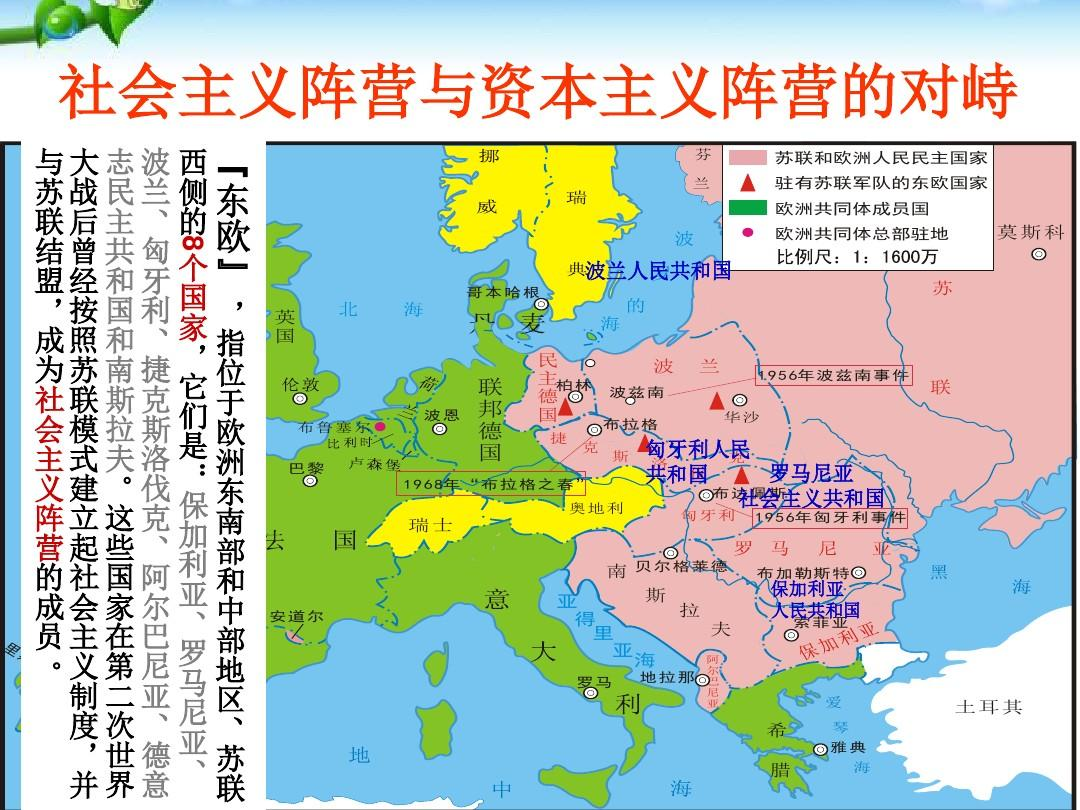 社会主义阵营与资本主义阵营的对峙
『东欧』，指位于欧洲东南部和中部地区、苏联
西侧的8个国家，它们是：保加利亚、罗马尼亚、
波兰、匈牙利、捷克斯洛伐克、阿尔巴尼亚、德意
志民主共和国和南斯拉夫。这些国家在第二次世界
大战后曾经按照苏联模式建立起社会主义制度，并
与苏联结盟，成为社会主义阵营的成员。
苏联和欧洲人民民主国家
驻有苏联军队的东欧国家
欧洲共同体成员国
欧洲共同体总部驻地
比例尺：1：1600万
挪威
瑞典
芬兰
莫斯科
波的海
波兰人民共和国
苏联
哥本哈根
丹麦
北海
英国
伦敦
荷兰
联邦德国
民主德国
柏林
波兰
波兹南
1956年波兹南事件
华沙
布鲁塞尔
比利时
波恩
布拉格
捷克斯
卢森堡
巴黎
匈牙利人民
共和国
罗马尼亚
社会主义共和国
1968年“布拉格之春”
布达佩斯
匈牙利
1956年匈牙利事件
奥地利
瑞士
法国
罗马尼亚
贝尔格莱德
布加勒斯特
南斯拉夫
保加利亚
人民共和国
索菲亚
保加利亚
黑海
安道尔
意大利
亚得里亚海
罗马
地拉那
阿尔巴尼亚
希腊
爱琴海
雅典
土耳其
地中海